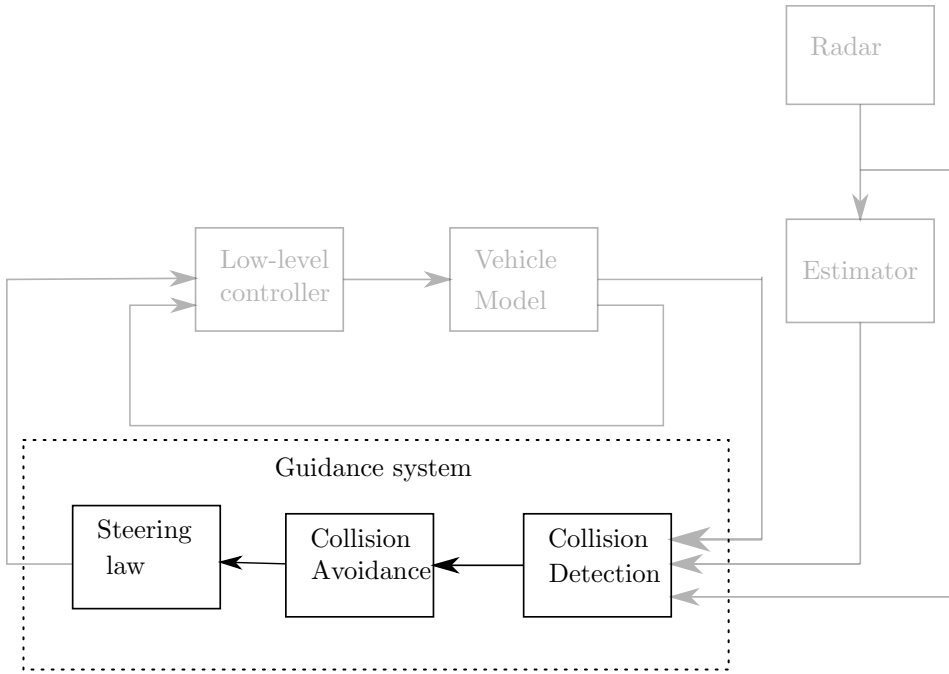 Radar
Low-level
controller
Vehicle
Model
Estimator
Guidance system
Steering
law
Collision
Avoidance
Collision
Detection